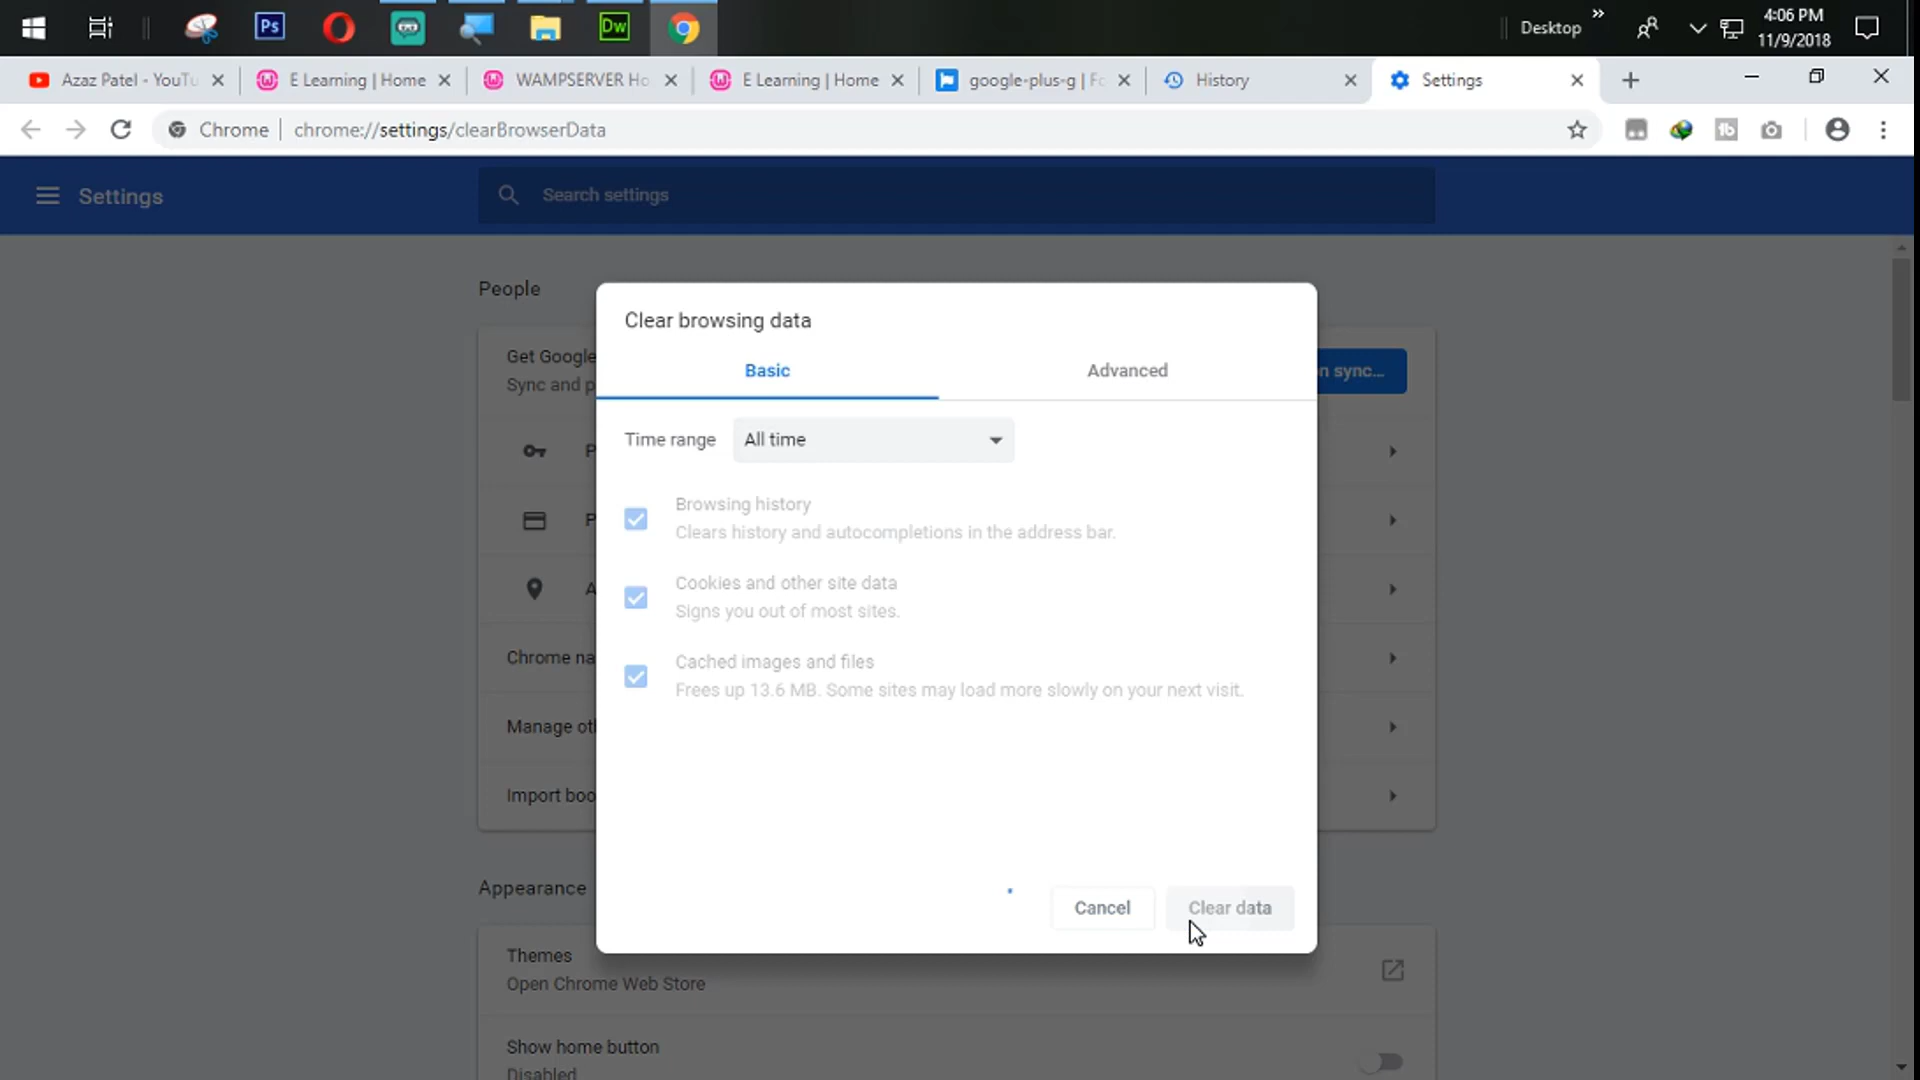 Ps
Dw
Desktop
»
4:06 PM
11/9/2018
Azaz Patel - YouTu
E Learning | Home
WAMPSERVER Ho
E Learning | Home
google-plus-g | Fo
History
Settings
Chrome
chrome://settings/clearBrowserData
Settings
Search settings
People
Get Google
Sync and p
n sync...
P
P
A
Chrome na
Manage oth
Import boo
Clear browsing data
Basic
Advanced
Time range
All time
Browsing history
Clears history and autocompletions in the address bar.
Cookies and other site data
Signs you out of most sites.
Cached images and files
Frees up 13.6 MB. Some sites may load more slowly on your next visit.
Cancel
Clear data
Appearance
Themes
Open Chrome Web Store
Show home button
Disabled